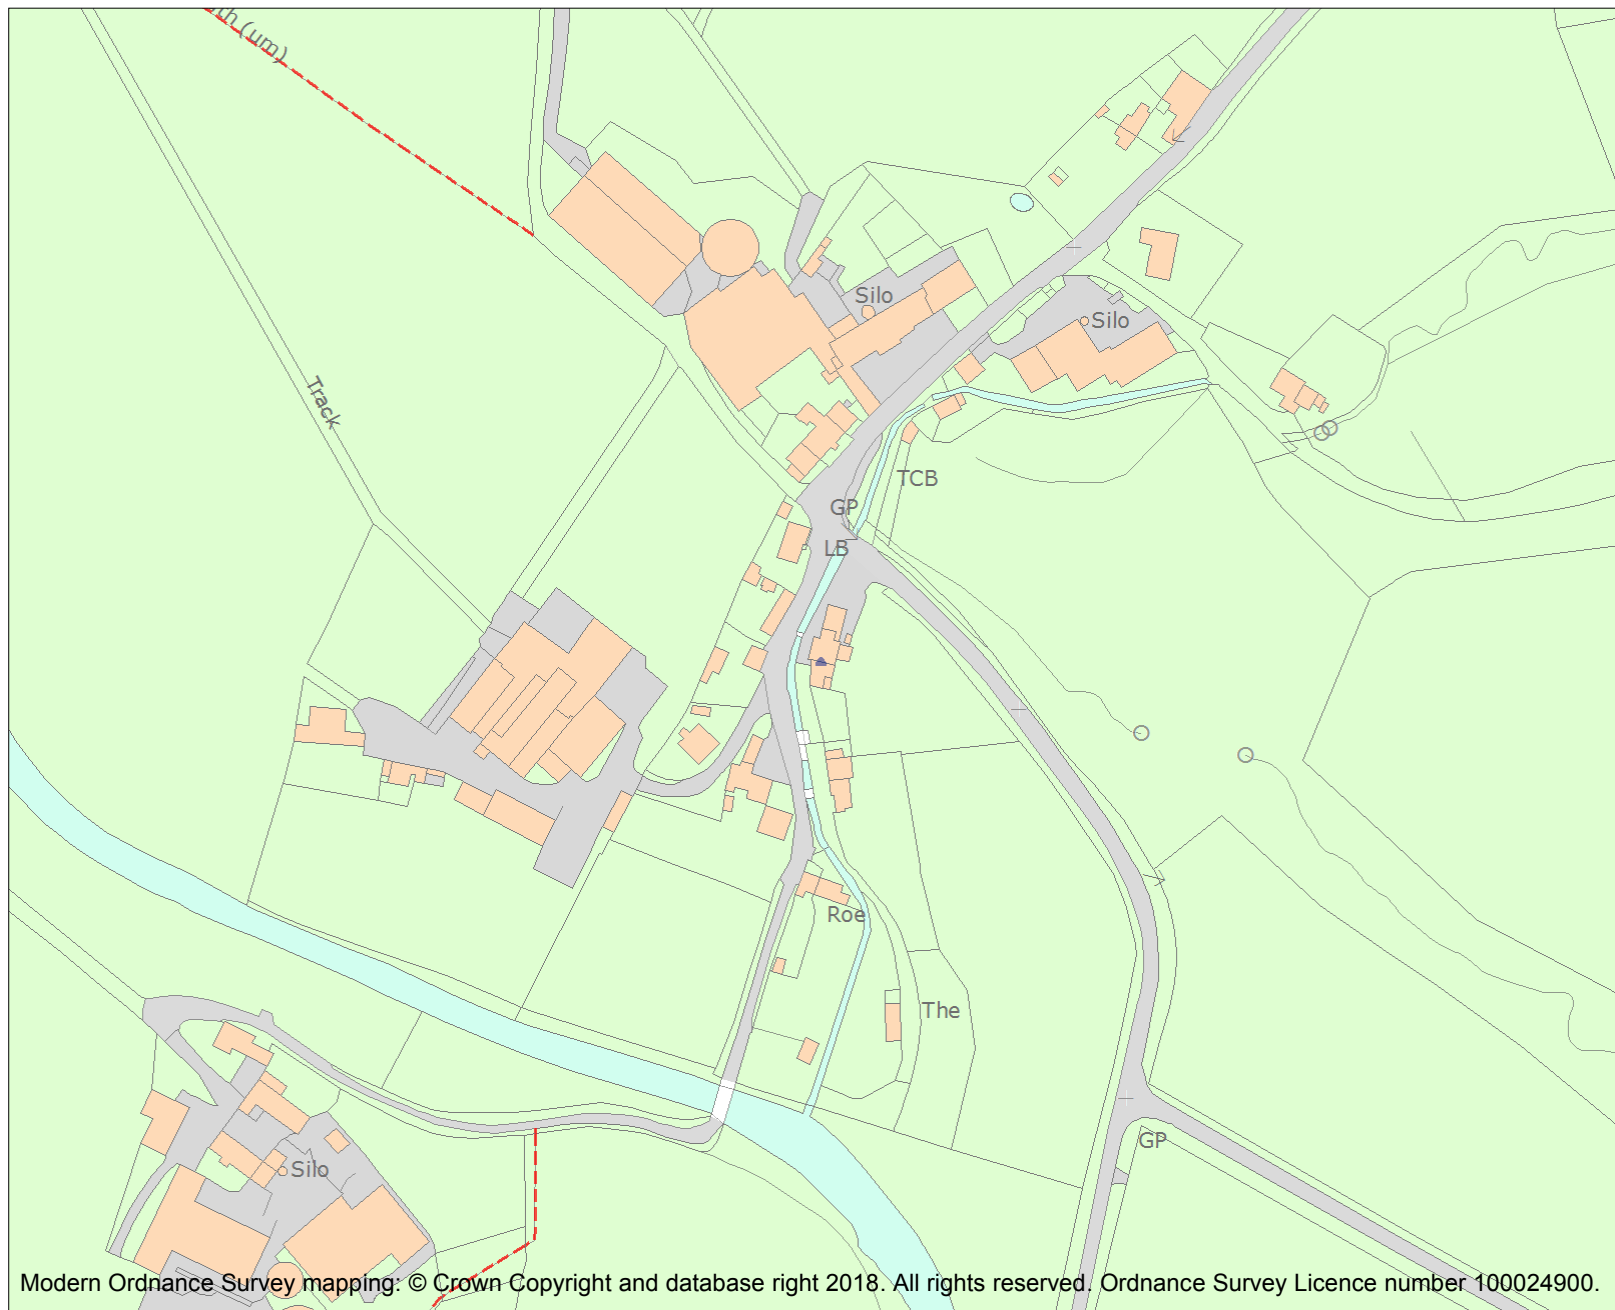 (um)
Silo
Silo
Track
TCB
GP
LB
Roe
The
GP
Silo
Modern Ordnance Survey mapping: © Crown Copyright and database right 2018. All rights reserved. Ordnance Survey Licence number 100024900.